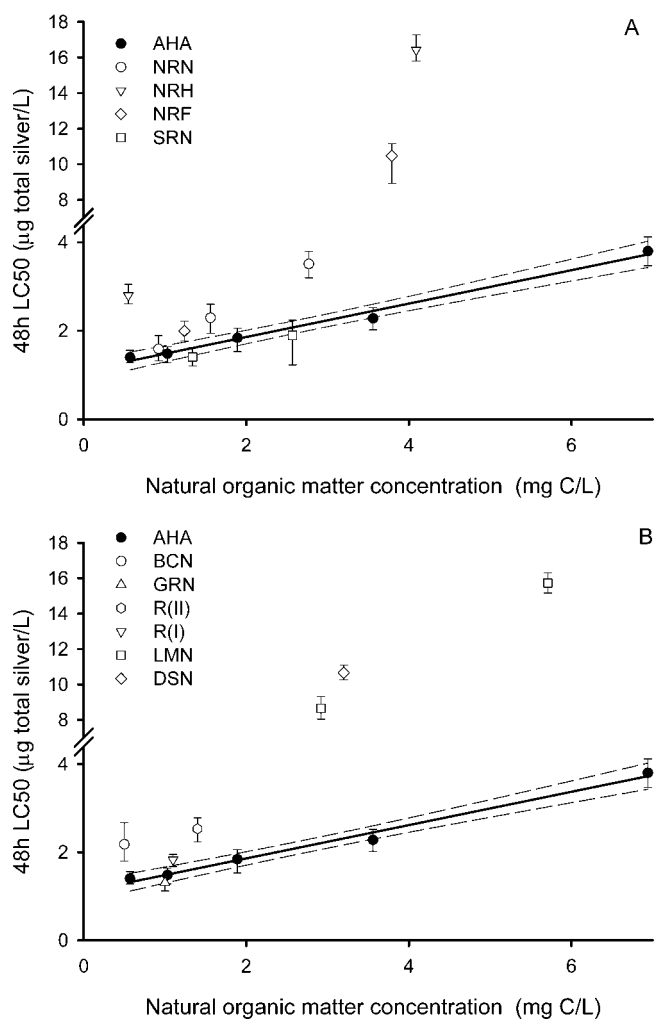 A
AHA
NRN
NRH
NRF
SRN
18
16
14
12
10
8
4
2
0
48h LC50 (µg total silver/L)
0 2 4 6
Natural organic matter concentration (mg C/L)
B
AHA
BCN
GRN
R(II)
R(I)
LMN
DSN
18
16
14
12
10
8
4
2
0
48h LC50 (µg total silver/L)
0 2 4 6
Natural organic matter concentration (mg C/L)